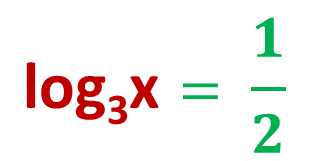 log₃x = 1/2